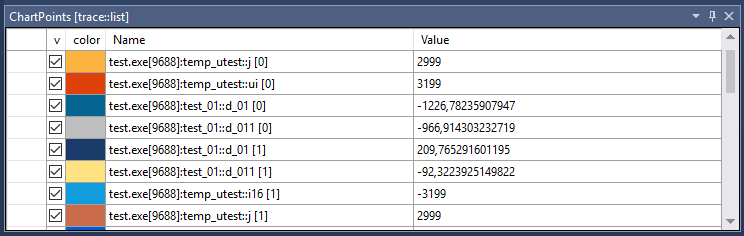 ChartPoints [trace::list]
v color Name Value
test.exe[9688]:temp_utest::j [0] 2999
test.exe[9688]:temp_utest::ui [0] 3199
test.exe[9688]:test_01::d_01 [0] -1226,78235907947
test.exe[9688]:test_01::d_011 [0] -966,914303232719
test.exe[9688]:test_01::d_01 [1] 209,765291601195
test.exe[9688]:test_01::d_011 [1] -92,3223925149822
test.exe[9688]:temp_utest::i16 [1] -3199
test.exe[9688]:temp_utest::j [1] 2999